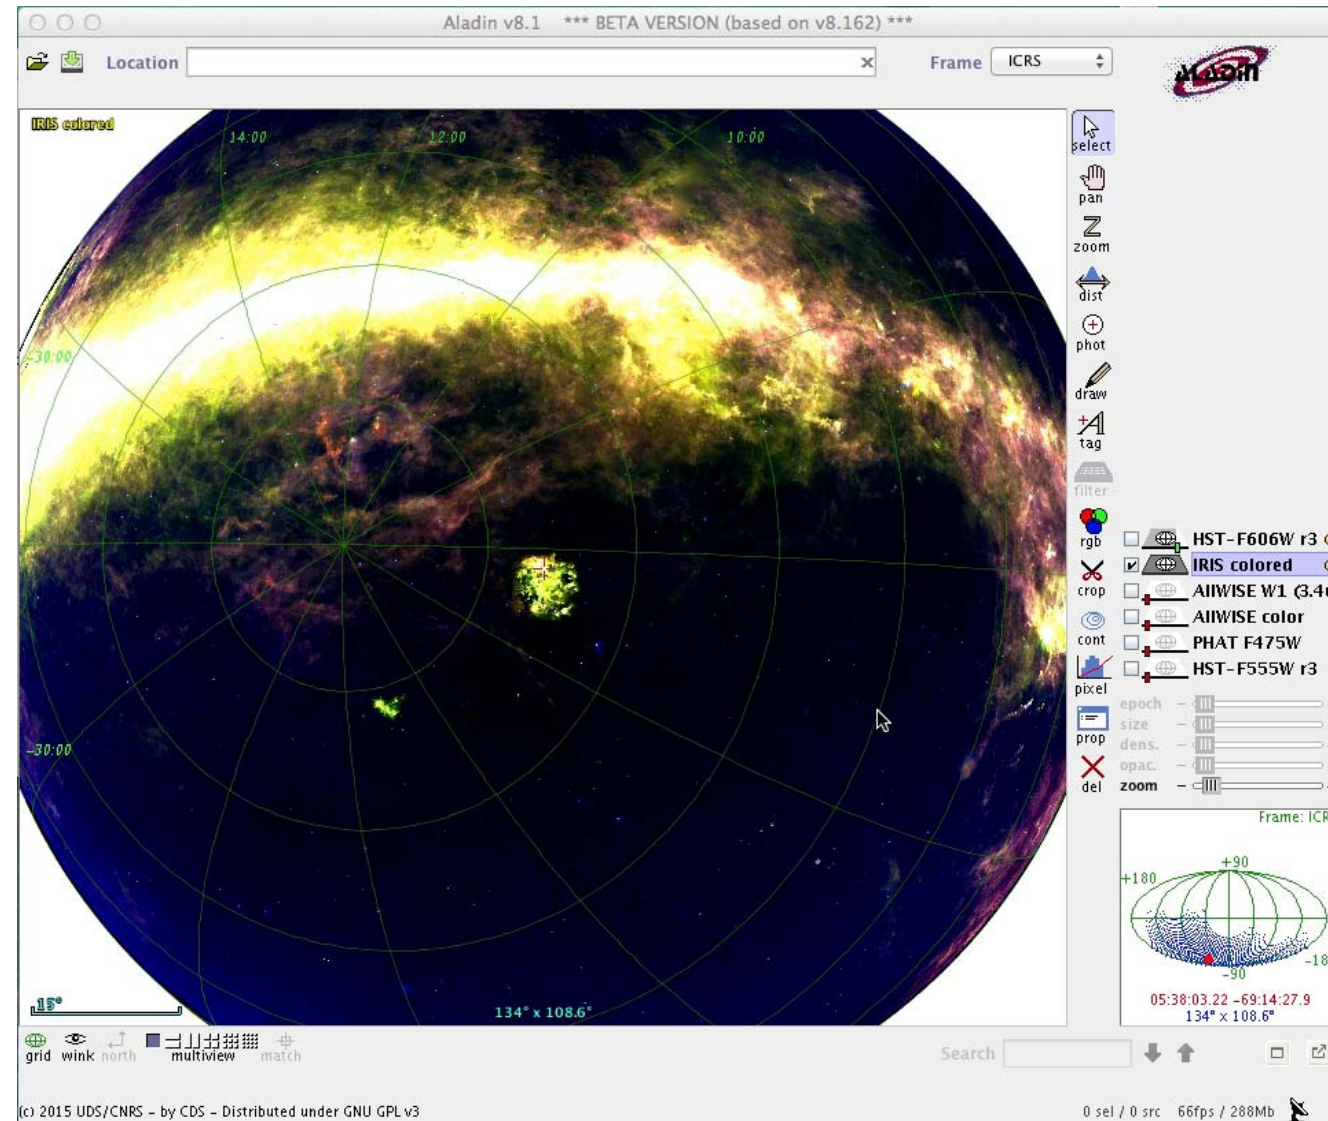 Aladin v8.1 *** BETA VERSION (based on v8.162) ***
Location
Frame ICRS
ALADin
IRIS colored
14:00 12:00 10:00
-30:00
-30:00
15°
134° x 108.6°
select
pan
zoom
dist
phot
draw
tag
filter
rgb
crop
cont
pixel
prop
del
HST-F606W r3
IRIS colored
AllWISE W1 (3.4u
AllWISE color
PHAT F475W
HST-F555W r3
epoch
size
dens.
opac.
zoom
Frame: ICR
+90
+180
-18
-90
05:38:03.22 -69:14:27.9
134° x 108.6°
grid wink north multiview match
Search
(c) 2015 UDS/CNRS - by CDS - Distributed under GNU GPL v3
0 sel / 0 src 66fps / 288Mb